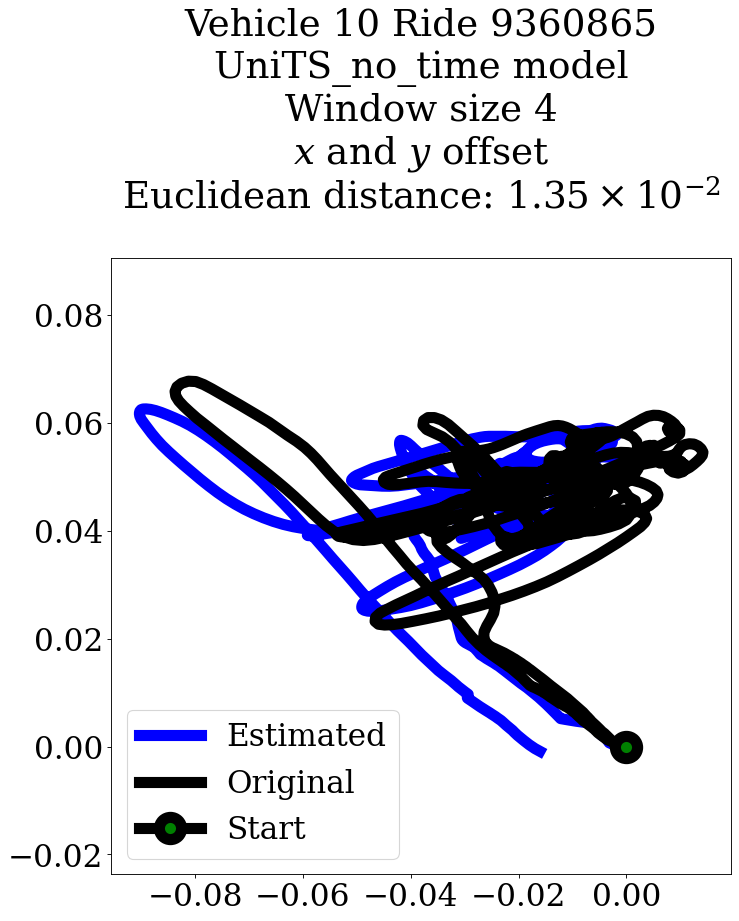 Vehicle 10 Ride 9360865
UniTS_no_time model
Window size 4
x and y offset
Euclidean distance: 1.35 × 10⁻²
0.08
0.06
0.04
0.02
0.00
−0.02
Estimated
Original
Start
−0.08 −0.06 −0.04 −0.02 0.00